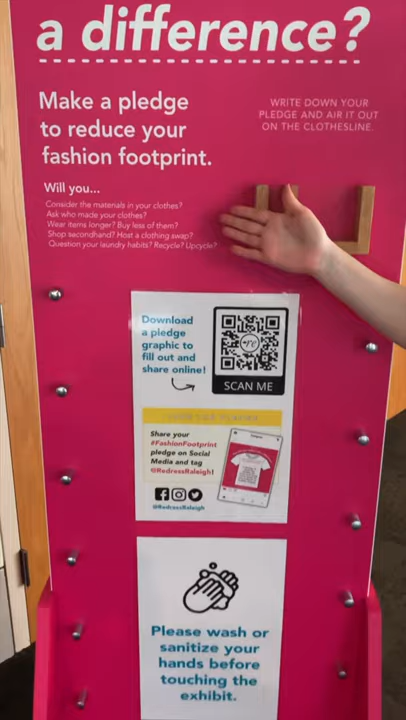 a difference?
Make a pledge
to reduce your
fashion footprint.
WRITE DOWN YOUR
PLEDGE AND AIR IT OUT
ON THE CLOTHESLINE.
Will you...
Consider the materials in your clothes?
Ask who made your clothes?
Wear items longer? Buy less of them?
Shop secondhand? Host a clothing swap?
Question your laundry habits? Recycle? Upcycle?
Download
a pledge
graphic to
fill out and
share online!
SCAN ME
Share your
#FashionFootprint
pledge on Social
Media and tag
@RedressRaleigh!
@RedressRaleigh
Please wash or
sanitize your
hands before
touching the
exhibit.